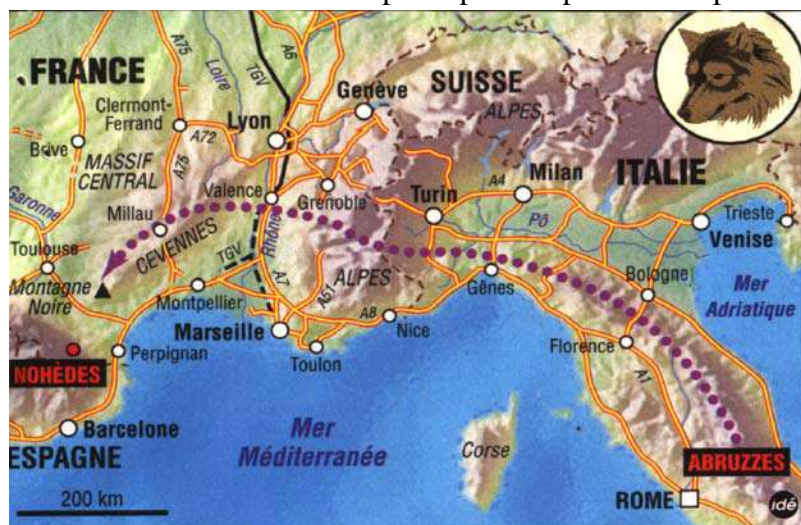 FRANCE
A75
Loire
TGV
A6
Genève
SUISSE
ALPES
Clermont-
Ferrand
Lyon
A72
Brive
MASSIF
CENTRAL
A75
Garonne
Valence
Grenoble
Turin
A4
Milan
ITALIE
Pô
Trieste
Venise
Millau
CEVENNES
Rhône
TGV
A7
A51
ALPES
Toulouse
Montagne
Noire
Montpellier
Marseille
Toulon
A8
Nice
Gênes
Bologne
Mer
Adriatique
Florence
A1
NOHÈDES
Perpignan
Barcelone
ESPAGNE
Mer
Méditerranée
Corse
ABRUZZES
ROME
idé
200 km